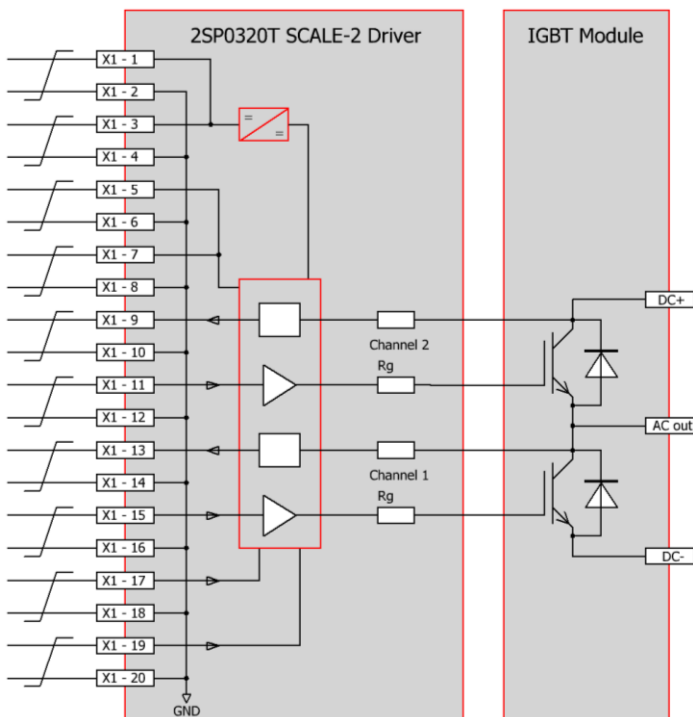 2SP0320T SCALE-2 Driver
IGBT Module
X1 - 1
X1 - 2
X1 - 3
=
=
X1 - 4
X1 - 5
X1 - 6
X1 - 7
X1 - 8
DC+
X1 - 9
Channel 2
X1 - 10
Rg
X1 - 11
X1 - 12
AC out
X1 - 13
Channel 1
X1 - 14
Rg
X1 - 15
X1 - 16
DC-
X1 - 17
X1 - 18
X1 - 19
X1 - 20
GND